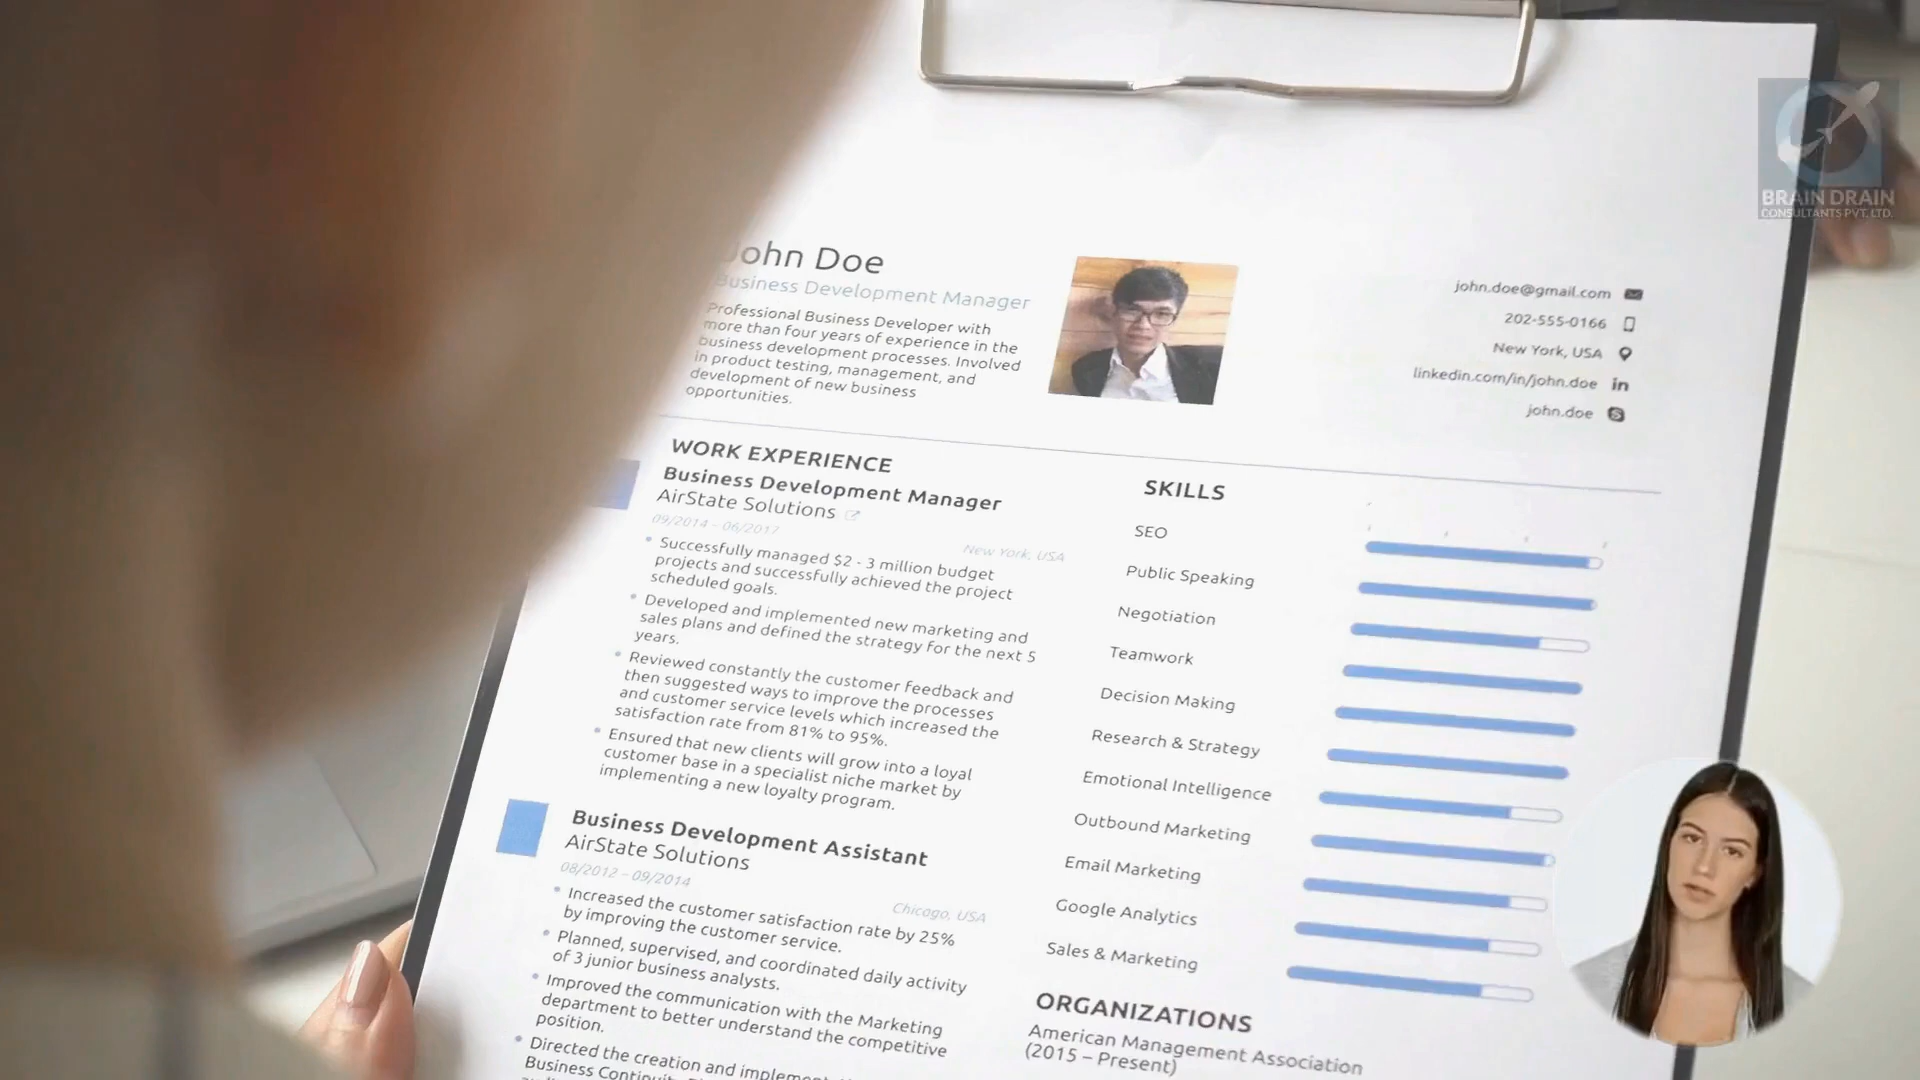 John Doe
Business Development Manager
Professional Business Developer with
more than four years of experience in the
business development processes. Involved
in product testing, management, and
development of new business
opportunities.
john.doe@gmail.com
202-555-0166
New York, USA
linkedin.com/in/john.doe
john.doe
WORK EXPERIENCE
Business Development Manager
AirState Solutions
09/2014 - 06/2017
New York, USA
Successfully managed $2 - 3 million budget
projects and successfully achieved the project
scheduled goals.
Developed and implemented new marketing and
sales plans and defined the strategy for the next 5
years.
Reviewed constantly the customer feedback and
then suggested ways to improve the processes
and customer service levels which increased the
satisfaction rate from 81% to 95%.
Ensured that new clients will grow into a loyal
customer base in a specialist niche market by
implementing a new loyalty program.
Business Development Assistant
AirState Solutions
08/2012 - 09/2014
Chicago, USA
Increased the customer satisfaction rate by 25%
by improving the customer service.
Planned, supervised, and coordinated daily activity
of 3 junior business analysts.
Improved the communication with the Marketing
department to better understand the competitive
position.
Directed the creation and
Business
SKILLS
SEO
Public Speaking
Negotiation
Teamwork
Decision Making
Research & Strategy
Emotional Intelligence
Outbound Marketing
Email Marketing
Google Analytics
Sales & Marketing
ORGANIZATIONS
American Management Association
(2015 – Present)
BRAIN DRAIN
CONSULTANTS PVT. LTD.